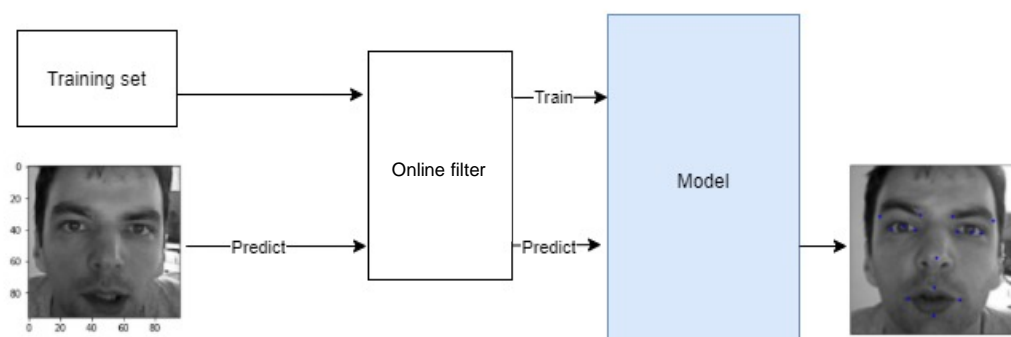 Training set
Online filter
Train
Model
Predict
Predict
0
20
40
60
80
0 20 40 60 80